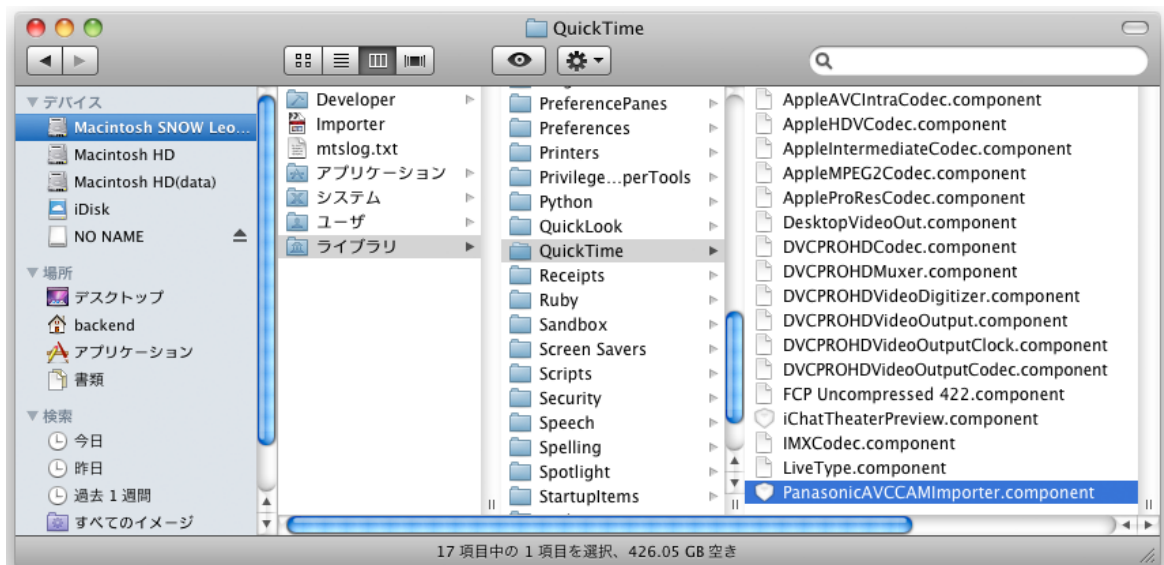 QuickTime
デバイス
Macintosh SNOW Leo...
Macintosh HD
Macintosh HD(data)
iDisk
NO NAME
場所
デスクトップ
backend
アプリケーション
書類
検索
今日
昨日
過去 1 週間
すべてのイメージ
Developer
Importer
mtslog.txt
アプリケーション
システム
ユーザ
ライブラリ
PreferencePanes
Preferences
Printers
Privilege...perTools
Python
QuickLook
QuickTime
Receipts
Ruby
Sandbox
Screen Savers
Scripts
Security
Speech
Spelling
Spotlight
StartupItems
AppleAVCIntraCodec.component
AppleHDVCodec.component
AppleIntermediateCodec.component
AppleMPEG2Codec.component
AppleProResCodec.component
DesktopVideoOut.component
DVCPROHDCodec.component
DVCPROHDMuxer.component
DVCPROHDVideoDigitizer.component
DVCPROHDVideoOutput.component
DVCPROHDVideoOutputClock.component
DVCPROHDVideoOutputCodec.component
FCP Uncompressed 422.component
iChatTheaterPreview.component
IMXCodec.component
LiveType.component
PanasonicAVCCAMImporter.component
17 項目中の 1 項目を選択、426.05 GB 空き